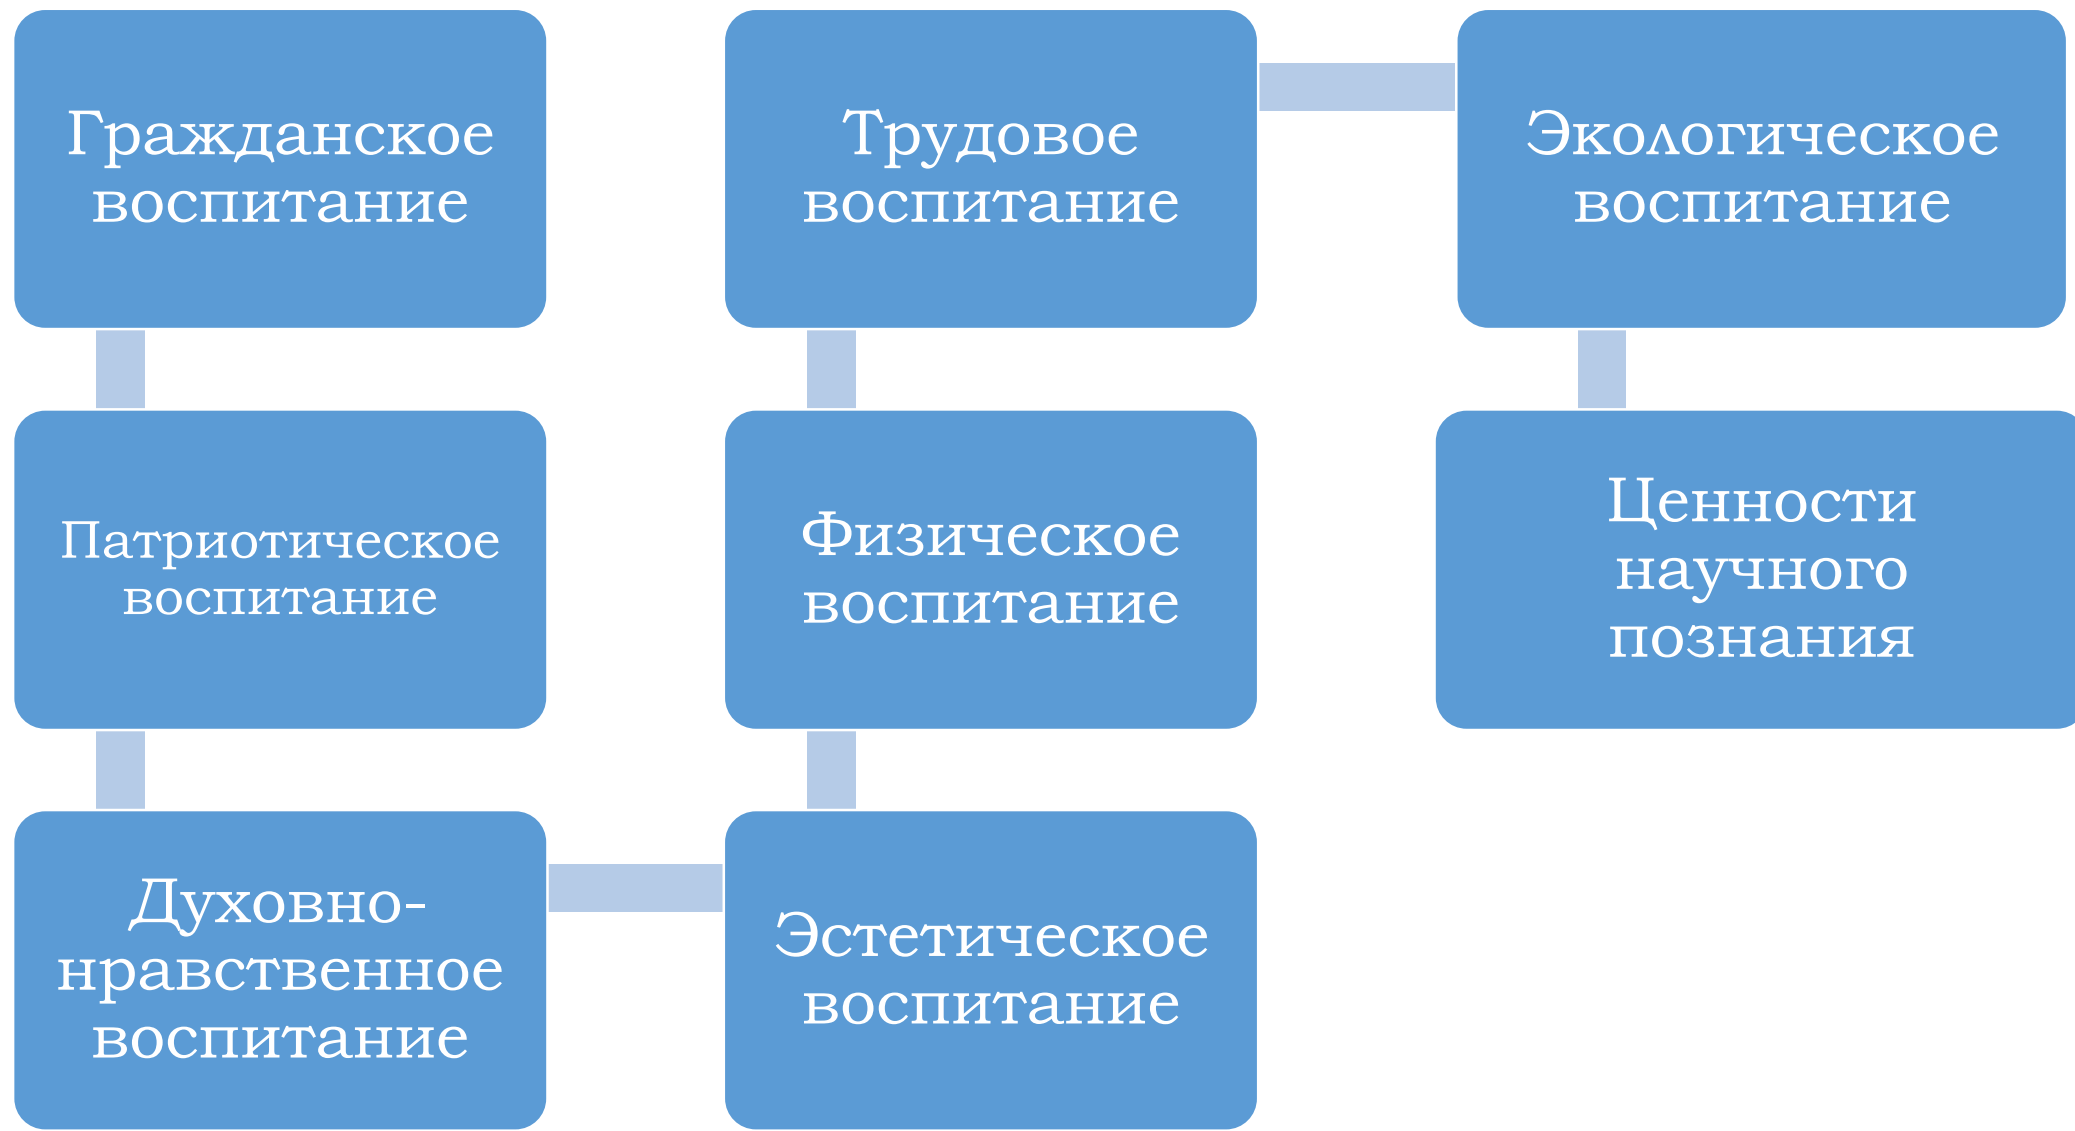 Гражданское
воспитание
Патриотическое
воспитание
Духовно-
нравственное
воспитание
Эстетическое
воспитание
Физическое
воспитание
Трудовое
воспитание
Экологическое
воспитание
Ценности
научного
познания